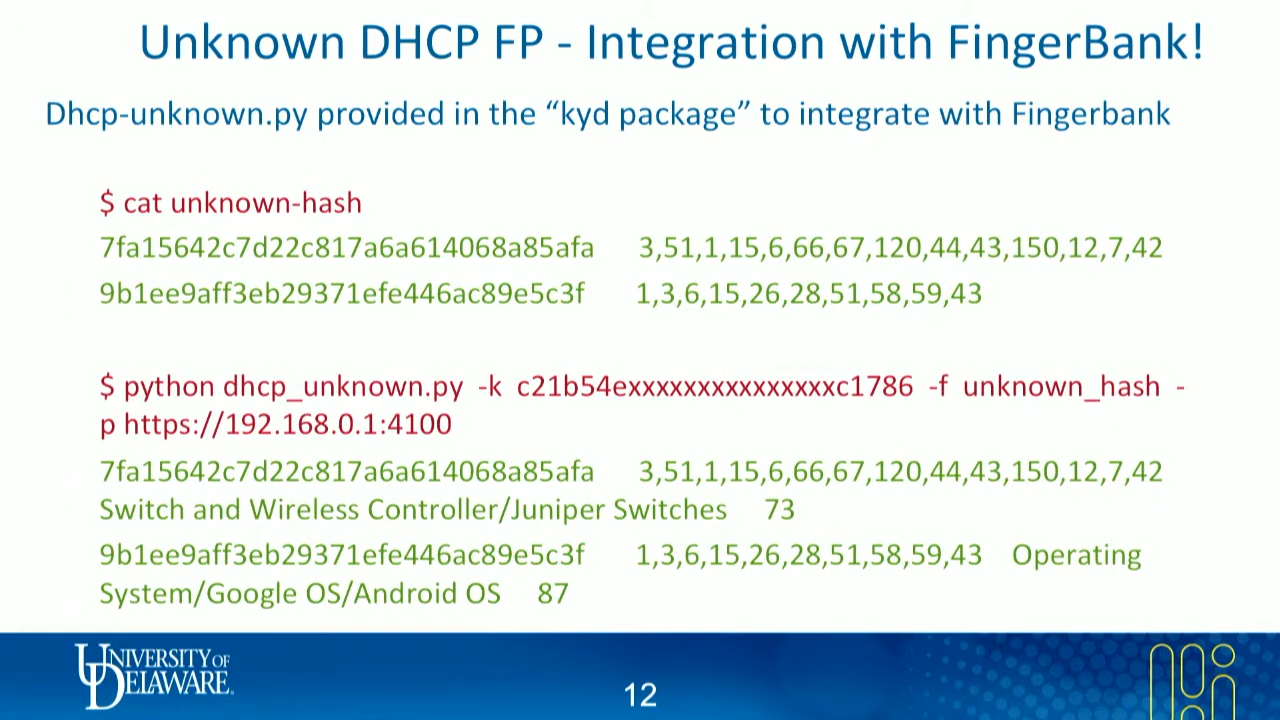 Unknown DHCP FP - Integration with FingerBank!
Dhcp-unknown.py provided in the “kyd package” to integrate with Fingerbank
$ cat unknown-hash
7fa15642c7d22c817a6a614068a85afa 3,51,1,15,6,66,67,120,44,43,150,12,7,42
9b1ee9aff3eb29371efe446ac89e5c3f 1,3,6,15,26,28,51,58,59,43
$ python dhcp_unknown.py -k c21b54exxxxxxxxxxxxxxxc1786 -f unknown_hash -
p https://192.168.0.1:4100
7fa15642c7d22c817a6a614068a85afa 3,51,1,15,6,66,67,120,44,43,150,12,7,42
Switch and Wireless Controller/Juniper Switches 73
9b1ee9aff3eb29371efe446ac89e5c3f 1,3,6,15,26,28,51,58,59,43 Operating
System/Google OS/Android OS 87
UNIVERSITY OF
DELAWARE.
12